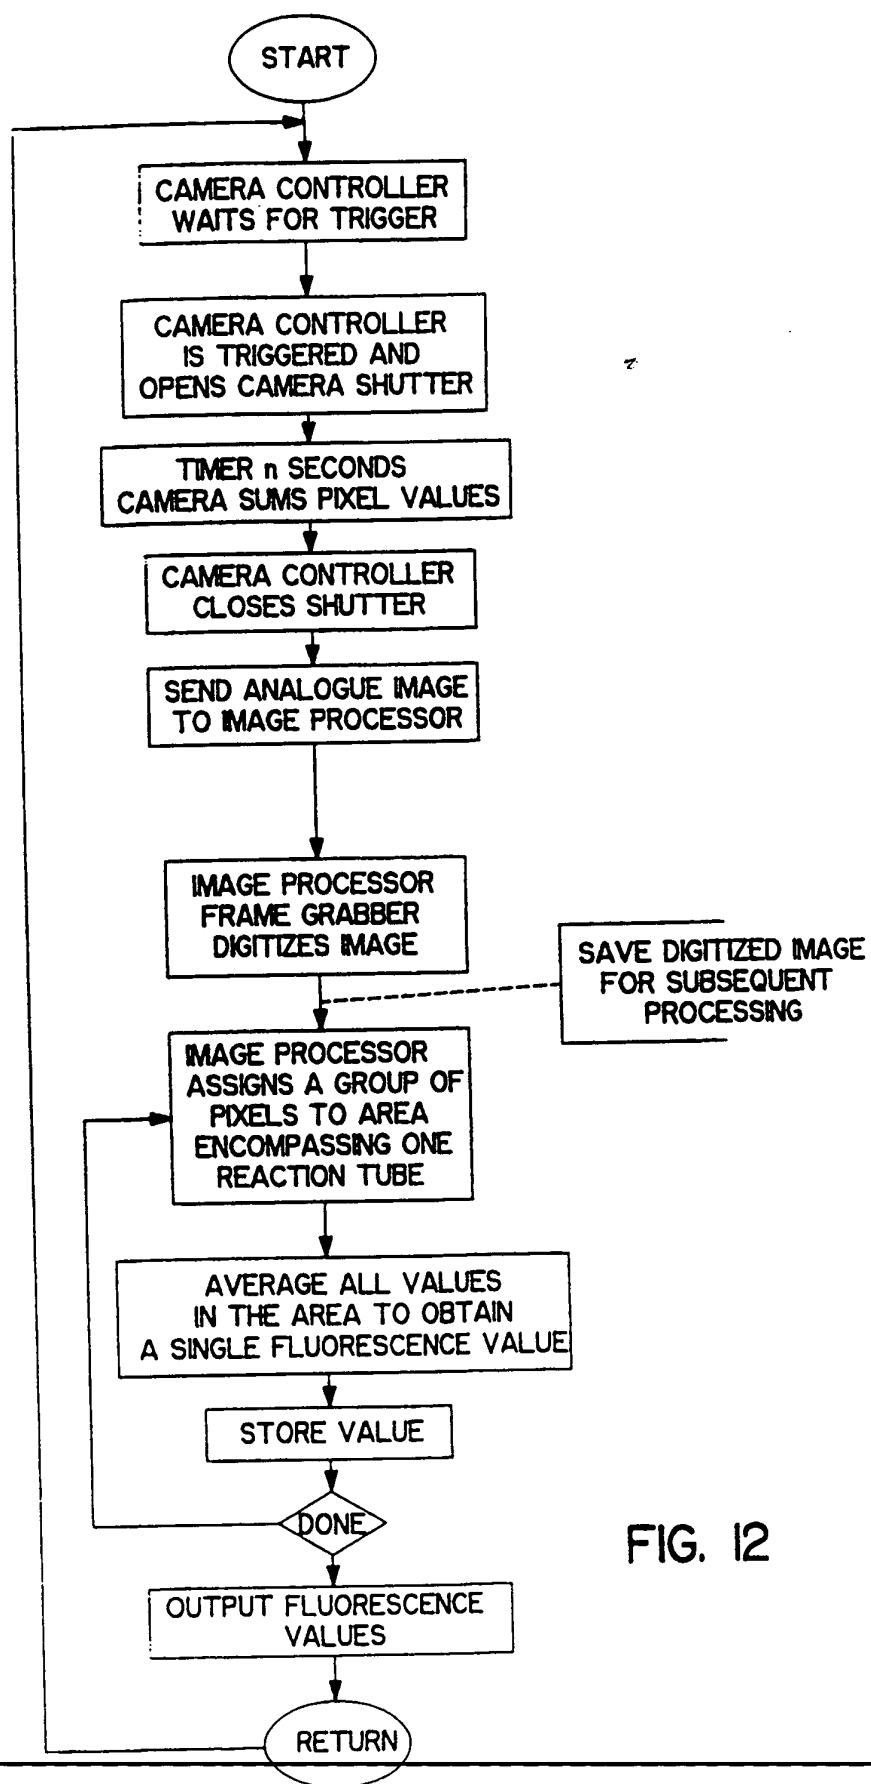 START
CAMERA CONTROLLER
WAITS FOR TRIGGER
CAMERA CONTROLLER
IS TRIGGERED AND
OPENS CAMERA SHUTTER
TIMER n SECONDS
CAMERA SUMS PIXEL VALUES
CAMERA CONTROLLER
CLOSES SHUTTER
SEND ANALOGUE IMAGE
TO IMAGE PROCESSOR
IMAGE PROCESSOR
FRAME GRABBER
DIGITIZES IMAGE
SAVE DIGITIZED IMAGE
FOR SUBSEQUENT
PROCESSING
IMAGE PROCESSOR
ASSIGNS A GROUP OF
PIXELS TO AREA
ENCOMPASSING ONE
REACTION TUBE
AVERAGE ALL VALUES
IN THE AREA TO OBTAIN
A SINGLE FLUORESCENCE VALUE
STORE VALUE
DONE
OUTPUT FLUORESCENCE
VALUES
RETURN
FIG. 12